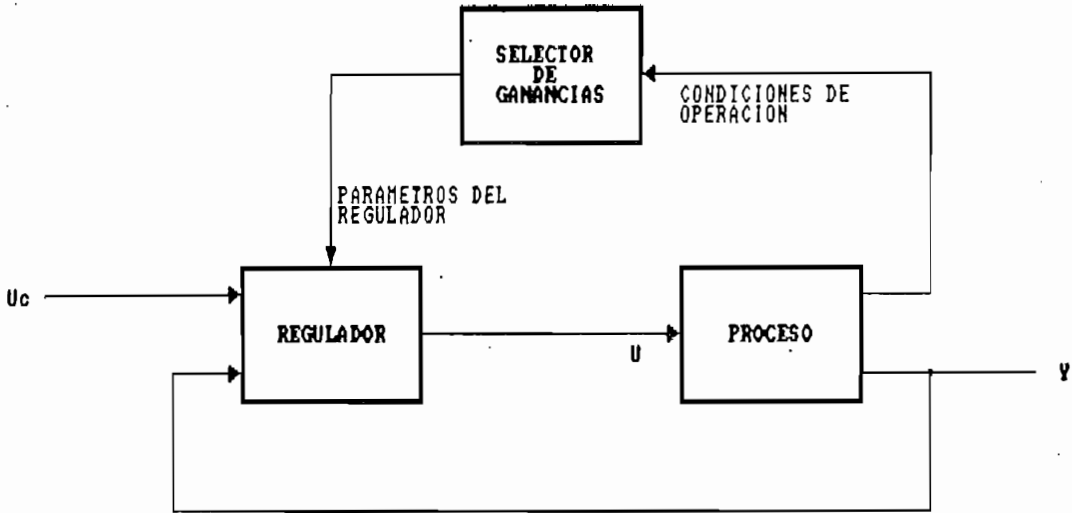 SELECTOR
DE
GANANCIAS
CONDICIONES DE
OPERACION
PARAMETROS DEL
REGULADOR
Uc
REGULADOR
U
PROCESO
Y